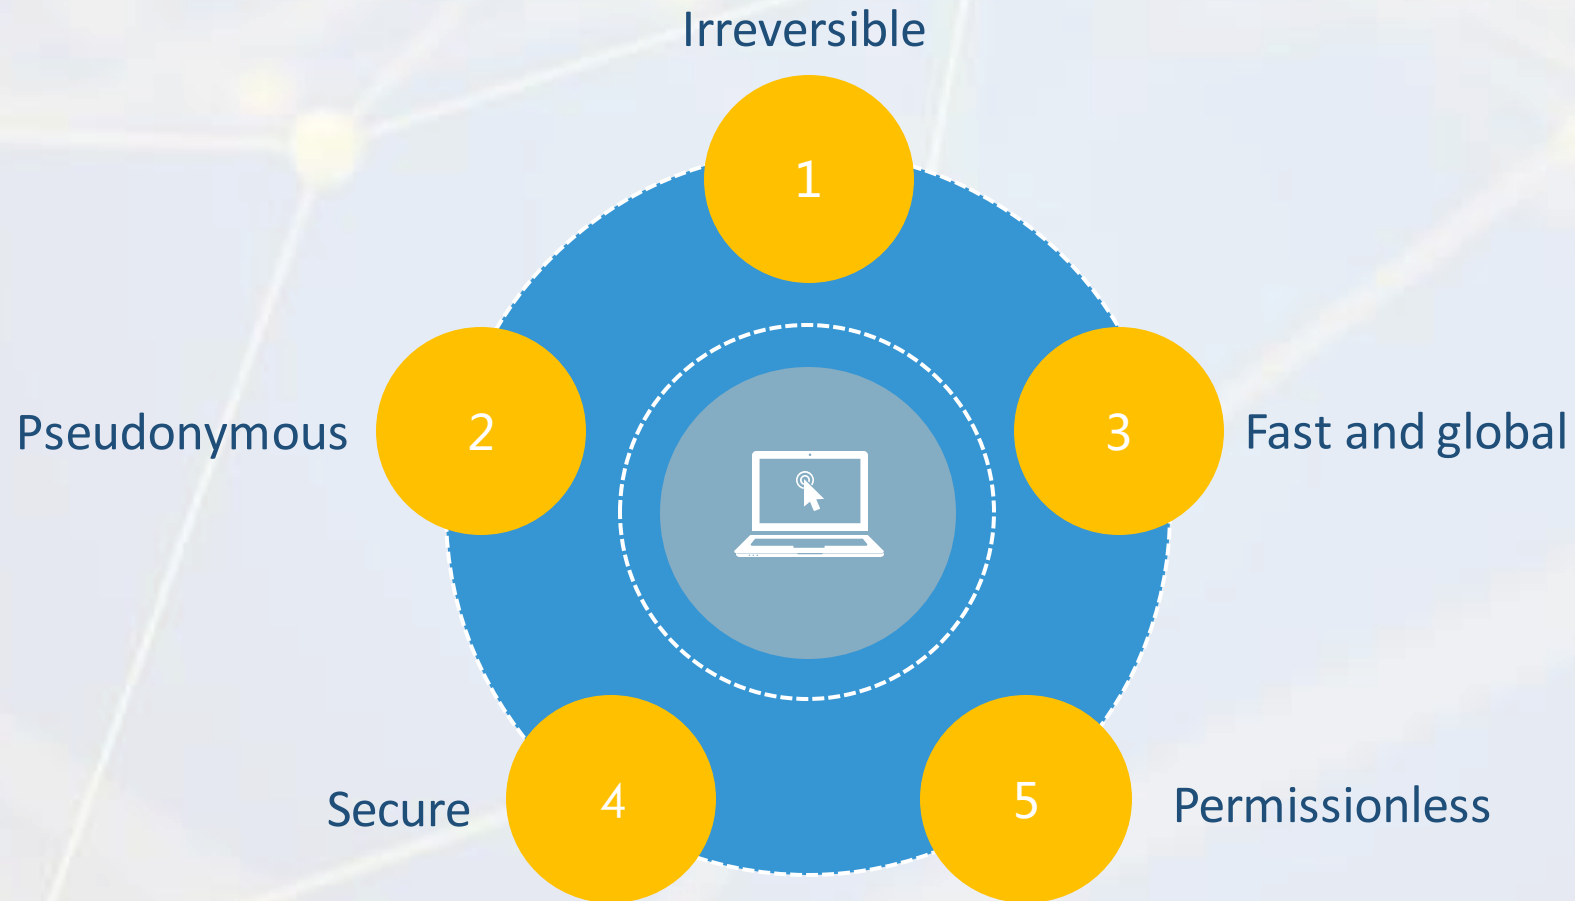 Irreversible
1
Pseudonymous
2
3
Fast and global
Secure
4
5
Permissionless